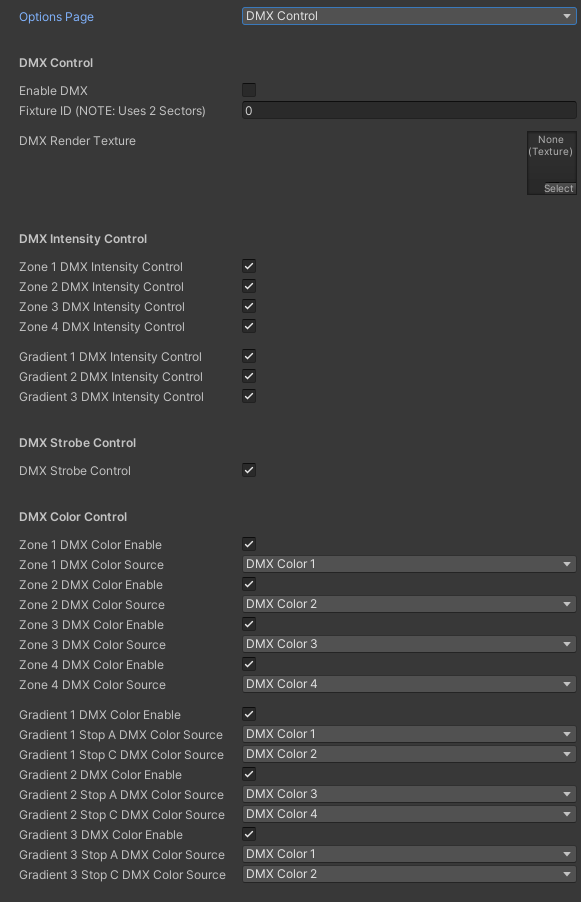 Options Page DMX Control
DMX Control
Enable DMX
Fixture ID (NOTE: Uses 2 Sectors) 0
DMX Render Texture
None
(Texture)
Select
DMX Intensity Control
Zone 1 DMX Intensity Control
Zone 2 DMX Intensity Control
Zone 3 DMX Intensity Control
Zone 4 DMX Intensity Control
Gradient 1 DMX Intensity Control
Gradient 2 DMX Intensity Control
Gradient 3 DMX Intensity Control
DMX Strobe Control
DMX Strobe Control
DMX Color Control
Zone 1 DMX Color Enable
Zone 1 DMX Color Source DMX Color 1
Zone 2 DMX Color Enable
Zone 2 DMX Color Source DMX Color 2
Zone 3 DMX Color Enable
Zone 3 DMX Color Source DMX Color 3
Zone 4 DMX Color Enable
Zone 4 DMX Color Source DMX Color 4
Gradient 1 DMX Color Enable
Gradient 1 Stop A DMX Color Source DMX Color 1
Gradient 1 Stop C DMX Color Source DMX Color 2
Gradient 2 DMX Color Enable
Gradient 2 Stop A DMX Color Source DMX Color 3
Gradient 2 Stop C DMX Color Source DMX Color 4
Gradient 3 DMX Color Enable
Gradient 3 Stop A DMX Color Source DMX Color 1
Gradient 3 Stop C DMX Color Source DMX Color 2